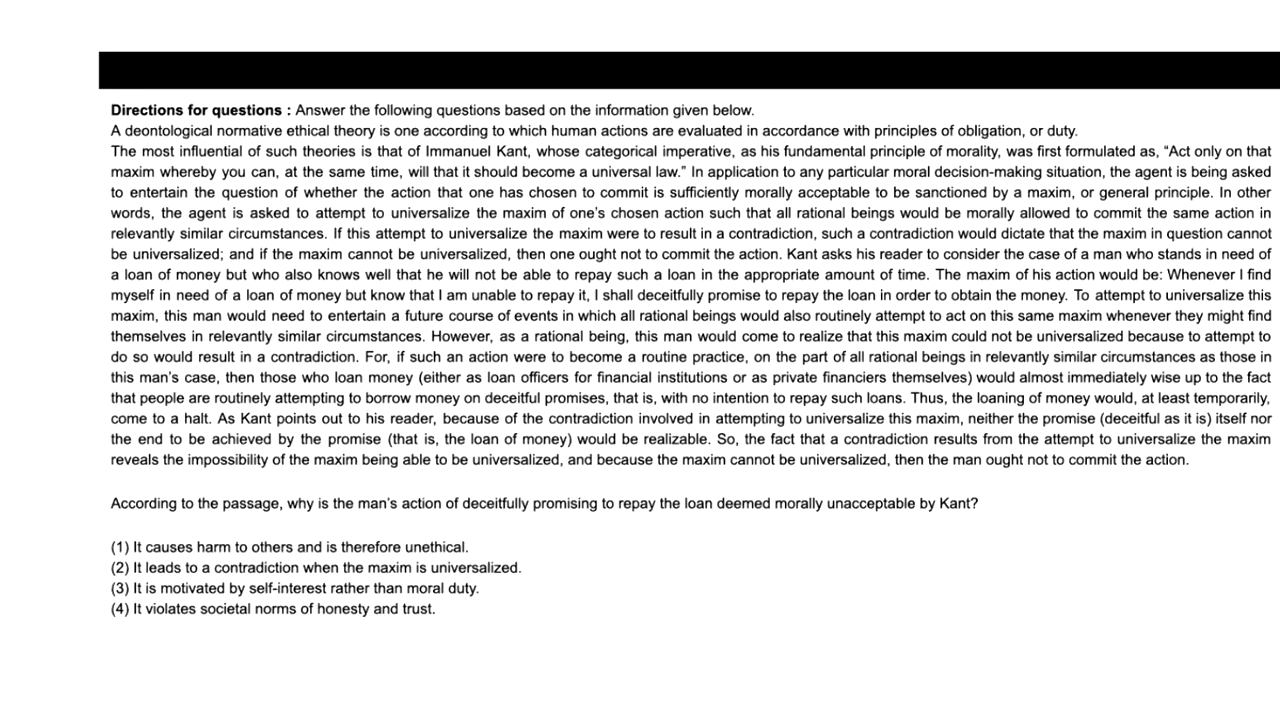 Directions for questions : Answer the following questions based on the information given below.
A deontological normative ethical theory is one according to which human actions are evaluated in accordance with principles of obligation, or duty.
The most influential of such theories is that of Immanuel Kant, whose categorical imperative, as his fundamental principle of morality, was first formulated as, “Act only on that
maxim whereby you can, at the same time, will that it should become a universal law.” In application to any particular moral decision-making situation, the agent is being asked
to entertain the question of whether the action that one has chosen to commit is sufficiently morally acceptable to be sanctioned by a maxim, or general principle. In other
words, the agent is asked to attempt to universalize the maxim of one’s chosen action such that all rational beings would be morally allowed to commit the same action in
relevantly similar circumstances. If this attempt to universalize the maxim were to result in a contradiction, such a contradiction would dictate that the maxim in question cannot
be universalized; and if the maxim cannot be universalized, then one ought not to commit the action. Kant asks his reader to consider the case of a man who stands in need of
a loan of money but who also knows well that he will not be able to repay such a loan in the appropriate amount of time. The maxim of his action would be: Whenever I find
myself in need of a loan of money but know that I am unable to repay it, I shall deceitfully promise to repay the loan in order to obtain the money. To attempt to universalize this
maxim, this man would need to entertain a future course of events in which all rational beings would also routinely attempt to act on this same maxim whenever they might find
themselves in relevantly similar circumstances. However, as a rational being, this man would come to realize that this maxim could not be universalized because to attempt to
do so would result in a contradiction. For, if such an action were to become a routine practice, on the part of all rational beings in relevantly similar circumstances as those in
this man’s case, then those who loan money (either as loan officers for financial institutions or as private financiers themselves) would almost immediately wise up to the fact
that people are routinely attempting to borrow money on deceitful promises, that is, with no intention to repay such loans. Thus, the loaning of money would, at least temporarily,
come to a halt. As Kant points out to his reader, because of the contradiction involved in attempting to universalize this maxim, neither the promise (deceitful as it is) itself nor
the end to be achieved by the promise (that is, the loan of money) would be realizable. So, the fact that a contradiction results from the attempt to universalize the maxim
reveals the impossibility of the maxim being able to be universalized, and because the maxim cannot be universalized, then the man ought not to commit the action.
According to the passage, why is the man’s action of deceitfully promising to repay the loan deemed morally unacceptable by Kant?
(1) It causes harm to others and is therefore unethical.
(2) It leads to a contradiction when the maxim is universalized.
(3) It is motivated by self-interest rather than moral duty.
(4) It violates societal norms of honesty and trust.